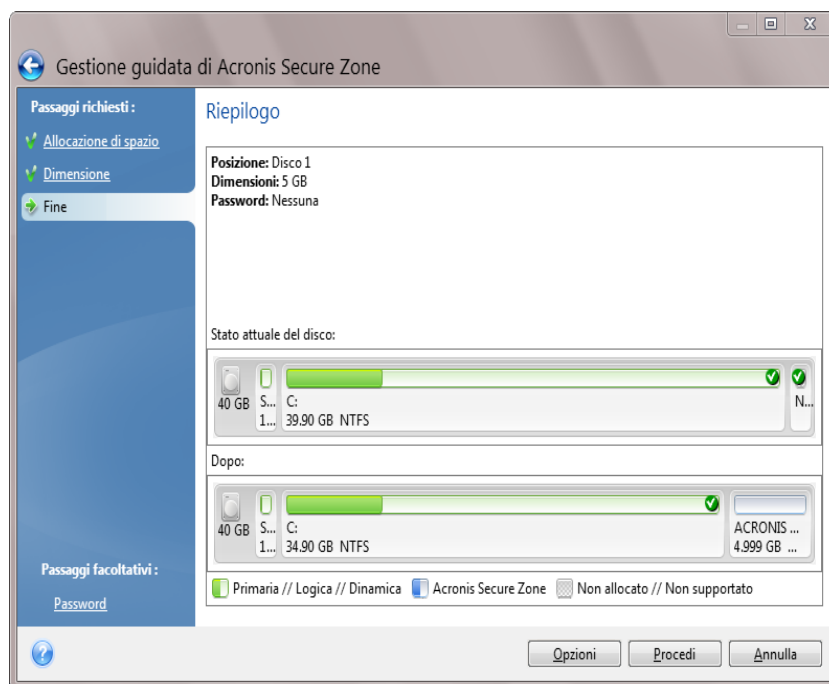 Gestione guidata di Acronis Secure Zone
Passaggi richiesti :
Allocazione di spazio
Dimensione
Fine
Passaggi facoltativi :
Password
Riepilogo
Posizione: Disco 1
Dimensioni: 5 GB
Password: Nessuna
Stato attuale del disco:
40 GB
S...
1...
C:
39.90 GB NTFS
N...
Dopo:
40 GB
S...
1...
C:
34.90 GB NTFS
ACRONIS ...
4.999 GB ...
Primaria // Logica // Dinamica Acronis Secure Zone Non allocato // Non supportato
Opzioni Procedi Annulla